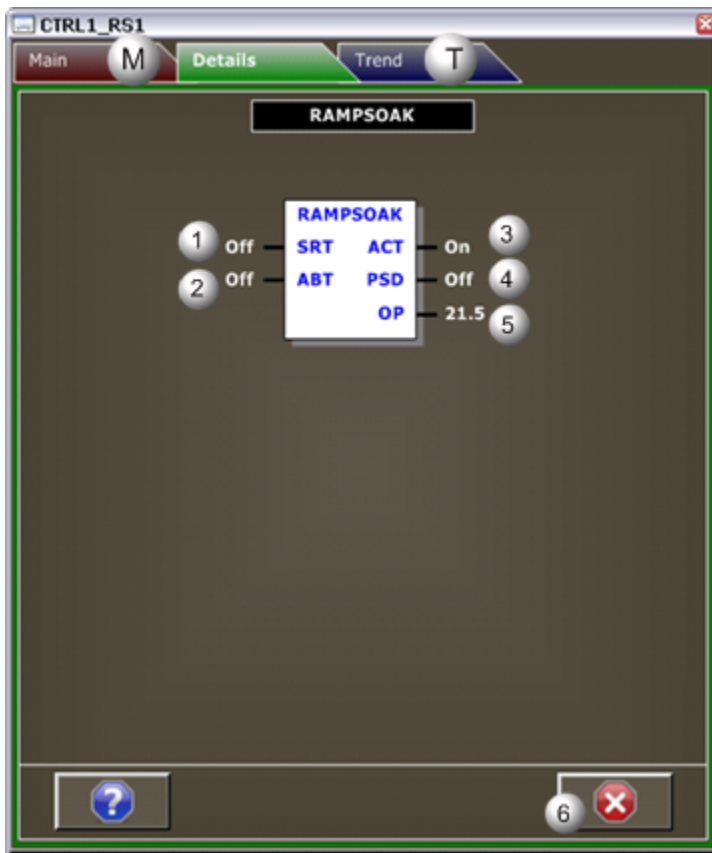 CTRL1_RS1
Main M Details Trend T
RAMPSOAK
RAMPSOAK
1 Off SRT ACT On 3
2 Off ABT PSD Off 4
OP 21.5 5
?
6